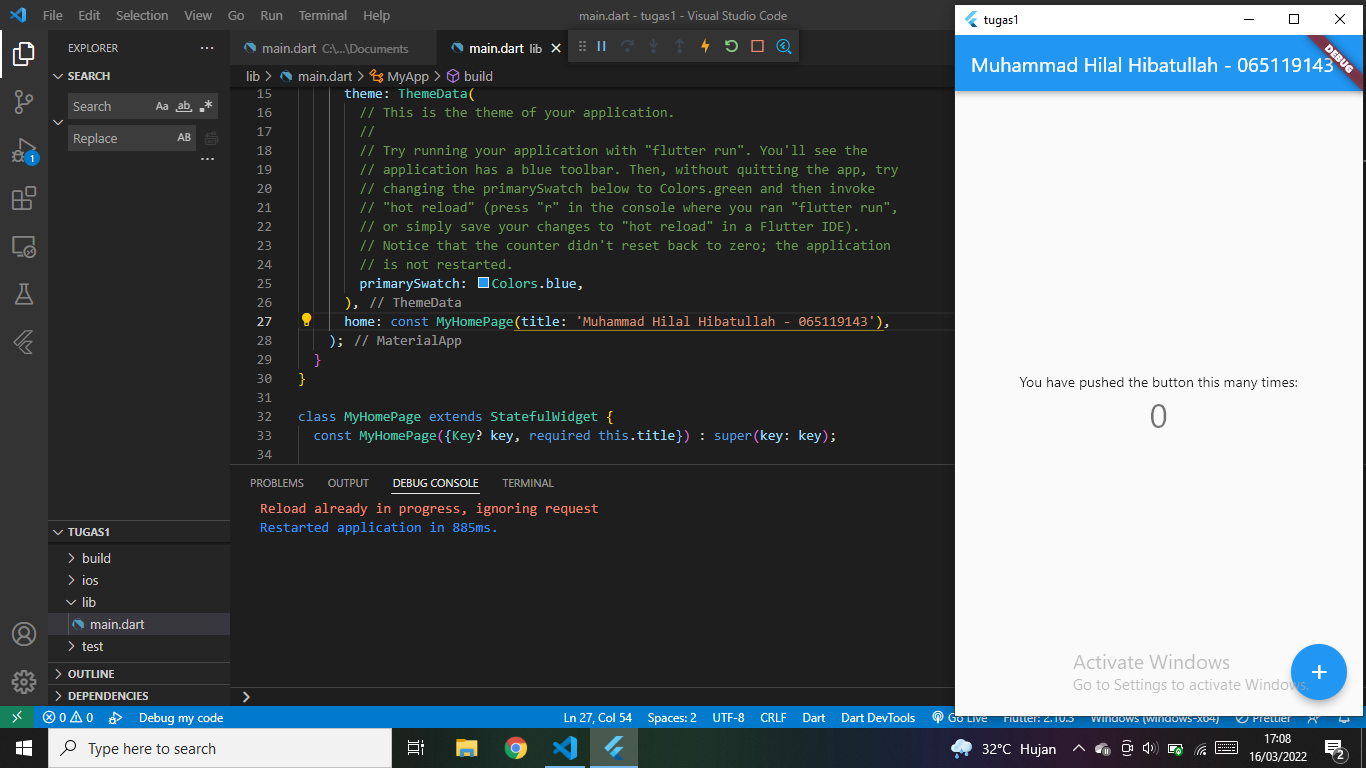 File Edit Selection View Go Run Terminal Help
main.dart - tugas1 - Visual Studio Code
EXPLORER
SEARCH
Search Aa ab, .*
Replace AB
TUGAS1
build
ios
lib
main.dart
test
OUTLINE
DEPENDENCIES
1
main.dart C:\...\Documents
main.dart lib
lib > main.dart > MyApp > build
15 theme: ThemeData(
16 // This is the theme of your application.
17 //
18 // Try running your application with "flutter run". You'll see the
19 // application has a blue toolbar. Then, without quitting the app, try
20 // changing the primarySwatch below to Colors.green and then invoke
21 // "hot reload" (press "r" in the console where you ran "flutter run",
22 // or simply save your changes to "hot reload" in a Flutter IDE).
23 // Notice that the counter didn't reset back to zero; the application
24 // is not restarted.
25 primarySwatch: Colors.blue,
26 ), // ThemeData
27 home: const MyHomePage(title: 'Muhammad Hilal Hibatullah - 065119143'),
28 ); // MaterialApp
29 }
30 }
31
32 class MyHomePage extends StatefulWidget {
33 const MyHomePage({Key? key, required this.title}) : super(key: key);
34
PROBLEMS OUTPUT DEBUG CONSOLE TERMINAL
Reload already in progress, ignoring request
Restarted application in 885ms.
tugas1
Muhammad Hilal Hibatullah - 065119143
DEBUG
You have pushed the button this many times:
0
+
Activate Windows
Go to Settings to activate Windows.
0 0 Debug my code
Ln 27, Col 54 Spaces: 2 UTF-8 CRLF Dart Dart DevTools Go Live Flutter: 2.10.3 Windows (windows-x64) Prettier
Type here to search
32°C Hujan
17:08
16/03/2022
2